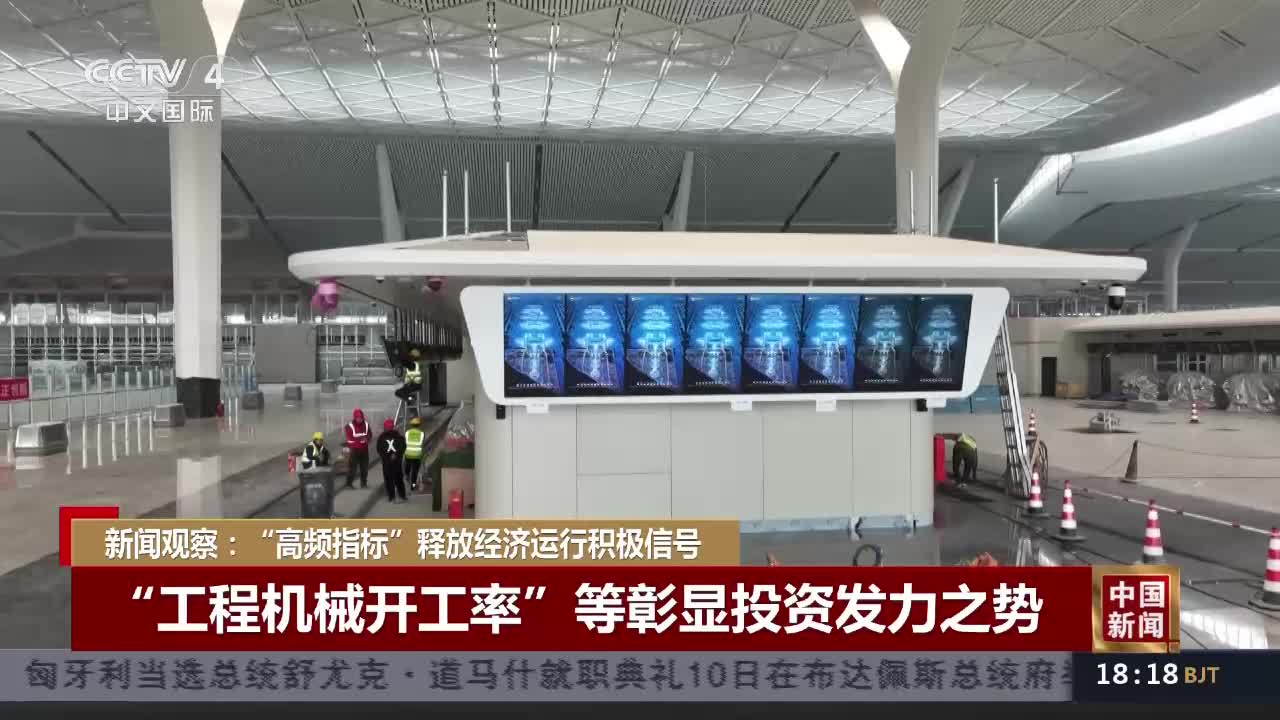 CCTV 4
中文国际
新闻观察：“高频指标”释放经济运行积极信号
“工程机械开工率”等彰显投资发力之势
中国
新闻
匈牙利当选总统舒尤克·道马什就职典礼10日在布达佩斯总统府举
18:18 BJT